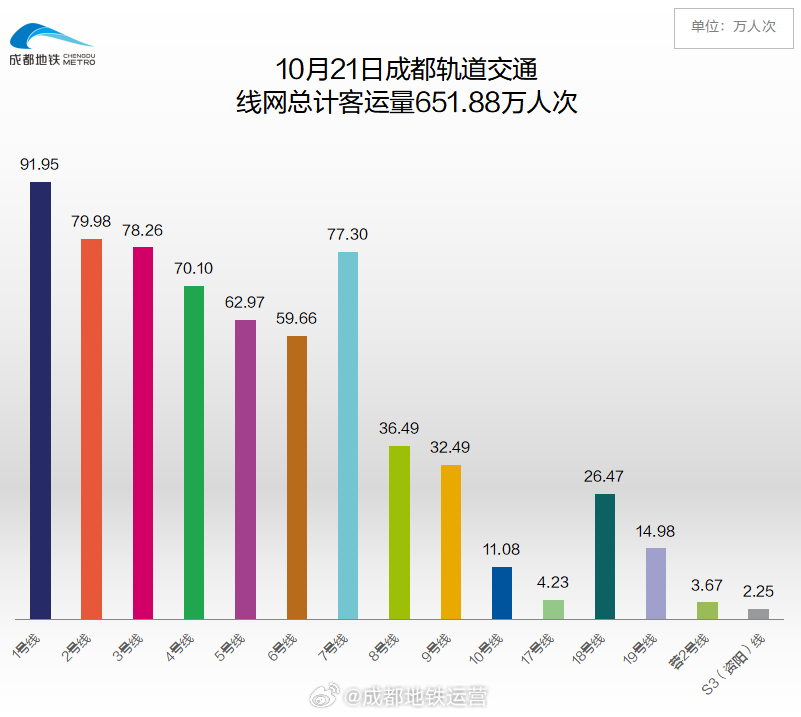 成都地铁 CHENGDU METRO
单位：万人次
10月21日成都轨道交通
线网总计客运量651.88万人次
91.95
79.98
78.26
70.10
62.97
59.66
77.30
36.49
32.49
11.08
4.23
26.47
14.98
3.67
2.25
1号线
2号线
3号线
4号线
5号线
6号线
7号线
8号线
9号线
10号线
17号线
18号线
19号线
蓉2号线
S3（资阳）线
@成都地铁运营